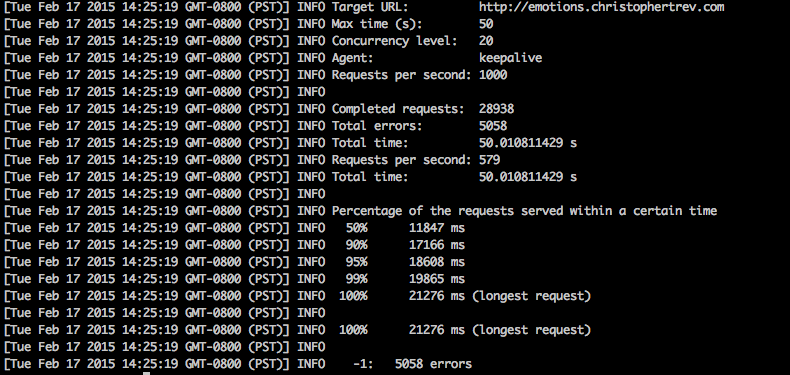 [Tue Feb 17 2015 14:25:19 GMT-0800 (PST)] INFO Target URL:          http://emotions.christophertrev.com
[Tue Feb 17 2015 14:25:19 GMT-0800 (PST)] INFO Max time (s):        50
[Tue Feb 17 2015 14:25:19 GMT-0800 (PST)] INFO Concurrency level:   20
[Tue Feb 17 2015 14:25:19 GMT-0800 (PST)] INFO Agent:               keepalive
[Tue Feb 17 2015 14:25:19 GMT-0800 (PST)] INFO Requests per second: 1000
[Tue Feb 17 2015 14:25:19 GMT-0800 (PST)] INFO
[Tue Feb 17 2015 14:25:19 GMT-0800 (PST)] INFO Completed requests:  28938
[Tue Feb 17 2015 14:25:19 GMT-0800 (PST)] INFO Total errors:        5058
[Tue Feb 17 2015 14:25:19 GMT-0800 (PST)] INFO Total time:          50.010811429 s
[Tue Feb 17 2015 14:25:19 GMT-0800 (PST)] INFO Requests per second: 579
[Tue Feb 17 2015 14:25:19 GMT-0800 (PST)] INFO Total time:          50.010811429 s
[Tue Feb 17 2015 14:25:19 GMT-0800 (PST)] INFO
[Tue Feb 17 2015 14:25:19 GMT-0800 (PST)] INFO Percentage of the requests served within a certain time
[Tue Feb 17 2015 14:25:19 GMT-0800 (PST)] INFO   50%      11847 ms
[Tue Feb 17 2015 14:25:19 GMT-0800 (PST)] INFO   90%      17166 ms
[Tue Feb 17 2015 14:25:19 GMT-0800 (PST)] INFO   95%      18608 ms
[Tue Feb 17 2015 14:25:19 GMT-0800 (PST)] INFO   99%      19865 ms
[Tue Feb 17 2015 14:25:19 GMT-0800 (PST)] INFO  100%      21276 ms (longest request)
[Tue Feb 17 2015 14:25:19 GMT-0800 (PST)] INFO
[Tue Feb 17 2015 14:25:19 GMT-0800 (PST)] INFO  100%      21276 ms (longest request)
[Tue Feb 17 2015 14:25:19 GMT-0800 (PST)] INFO
[Tue Feb 17 2015 14:25:19 GMT-0800 (PST)] INFO    -1:   5058 errors